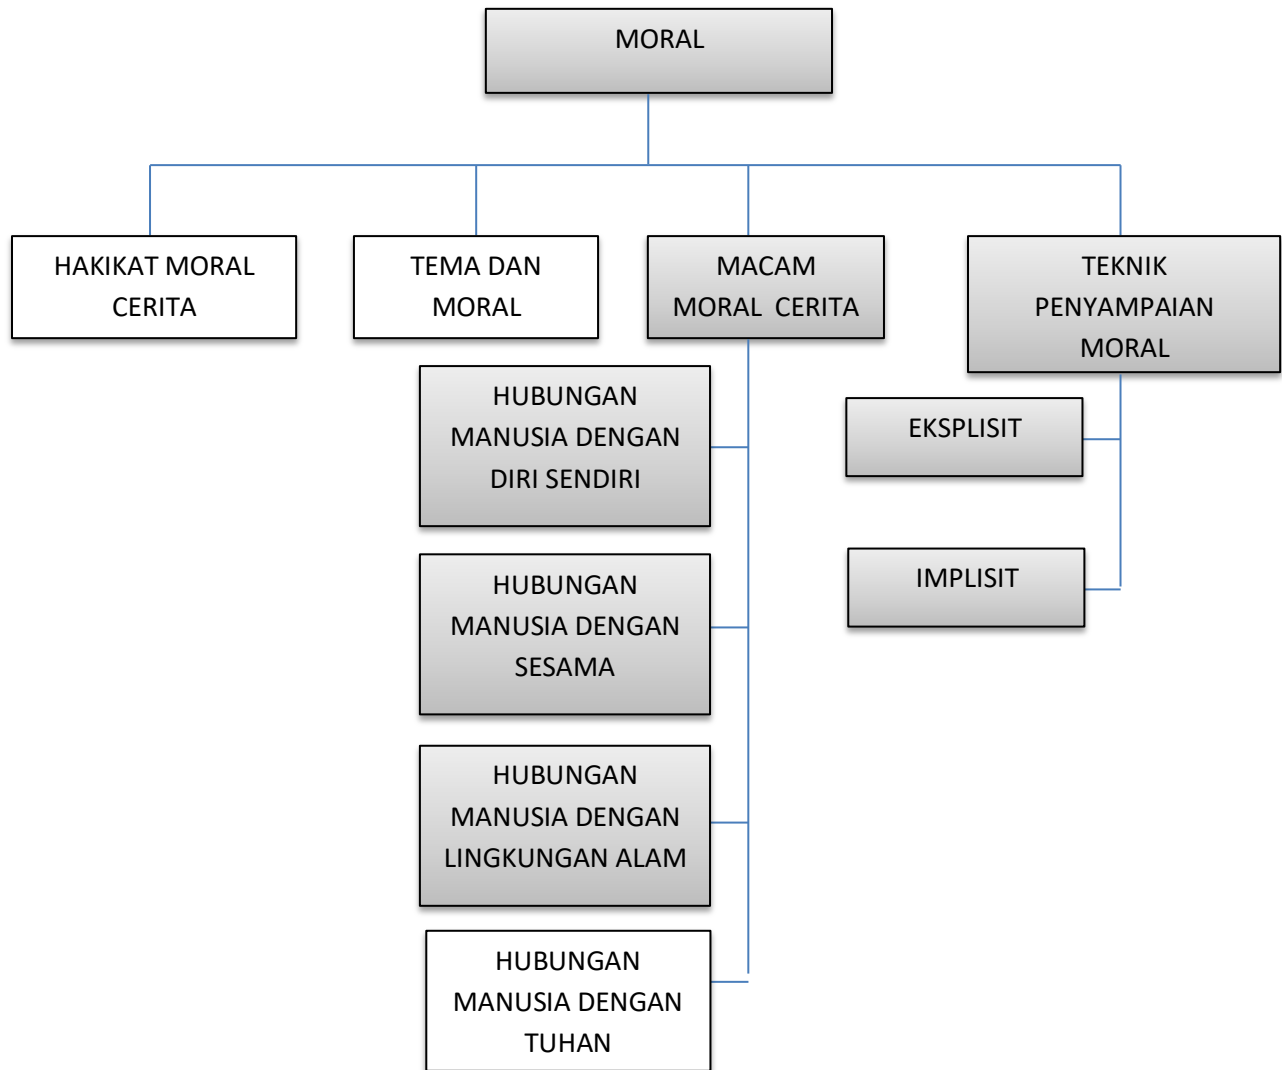 MORAL
HAKIKAT MORAL
CERITA
TEMA DAN
MORAL
MACAM
MORAL CERITA
TEKNIK
PENYAMPAIAN
MORAL
HUBUNGAN
MANUSIA DENGAN
DIRI SENDIRI
HUBUNGAN
MANUSIA DENGAN
SESAMA
HUBUNGAN
MANUSIA DENGAN
LINGKUNGAN ALAM
HUBUNGAN
MANUSIA DENGAN
TUHAN
EKSPLISIT
IMPLISIT